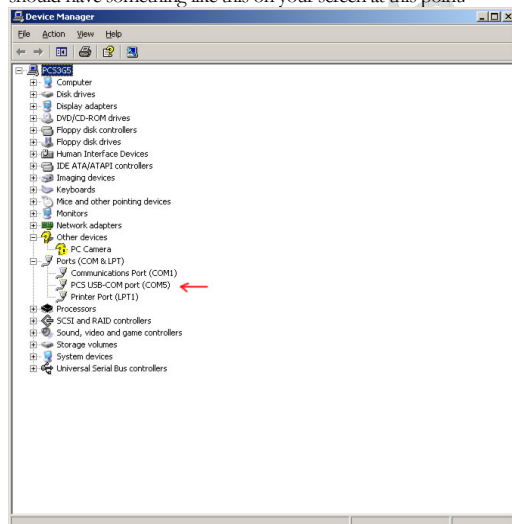 should have something like this on your screen at this point.
Device Manager
File Action View Help
PCS3G5
Computer
Disk drives
Display adapters
DVD/CD-ROM drives
Floppy disk controllers
Floppy disk drives
Human Interface Devices
IDE ATA/ATAPI controllers
Imaging devices
Keyboards
Mice and other pointing devices
Monitors
Network adapters
Other devices
PC Camera
Ports (COM & LPT)
Communications Port (COM1)
PCS USB-COM port (COM5)
Printer Port (LPT1)
Processors
SCSI and RAID controllers
Sound, video and game controllers
Storage volumes
System devices
Universal Serial Bus controllers